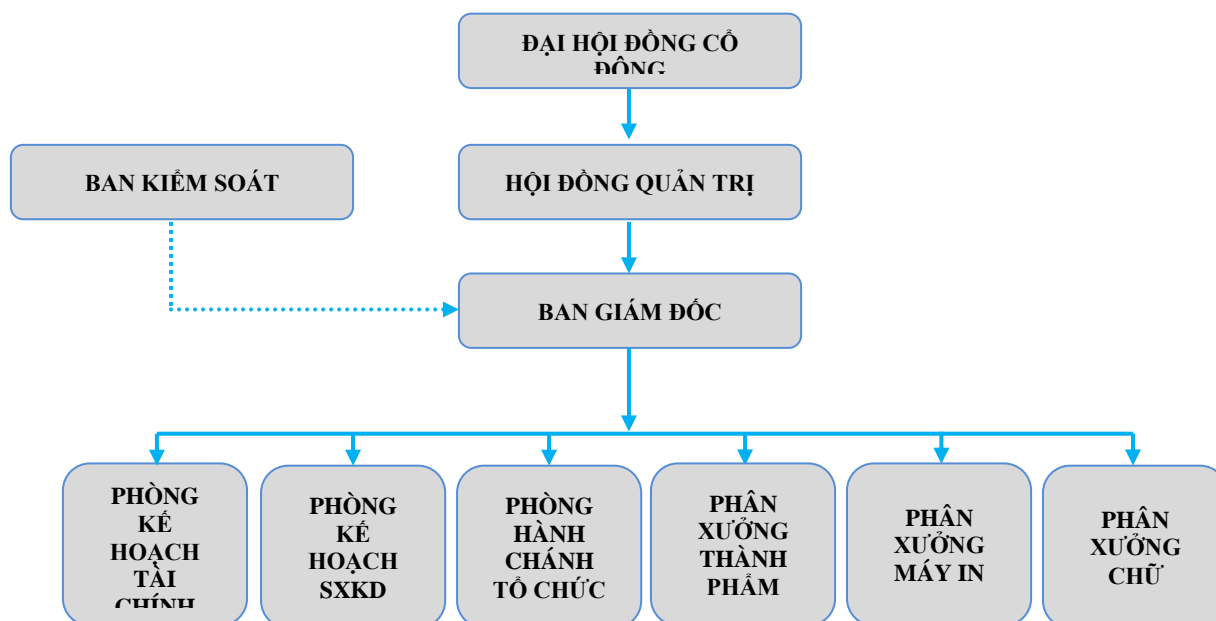 ĐẠI HỘI ĐỒNG CỔ
ĐÔNG
BAN KIỂM SOÁT
HỘI ĐỒNG QUẢN TRỊ
BAN GIÁM ĐỐC
PHÒNG
KẾ
HOẠCH
TÀI
CHÍNH
PHÒNG
KẾ
HOẠCH
SXKD
PHÒNG
HÀNH
CHÁNH
TỔ CHỨC
PHÂN
XƯỞNG
THÀNH
PHẨM
PHÂN
XƯỞNG
MÁY IN
PHÂN
XƯỞNG
CHỮ